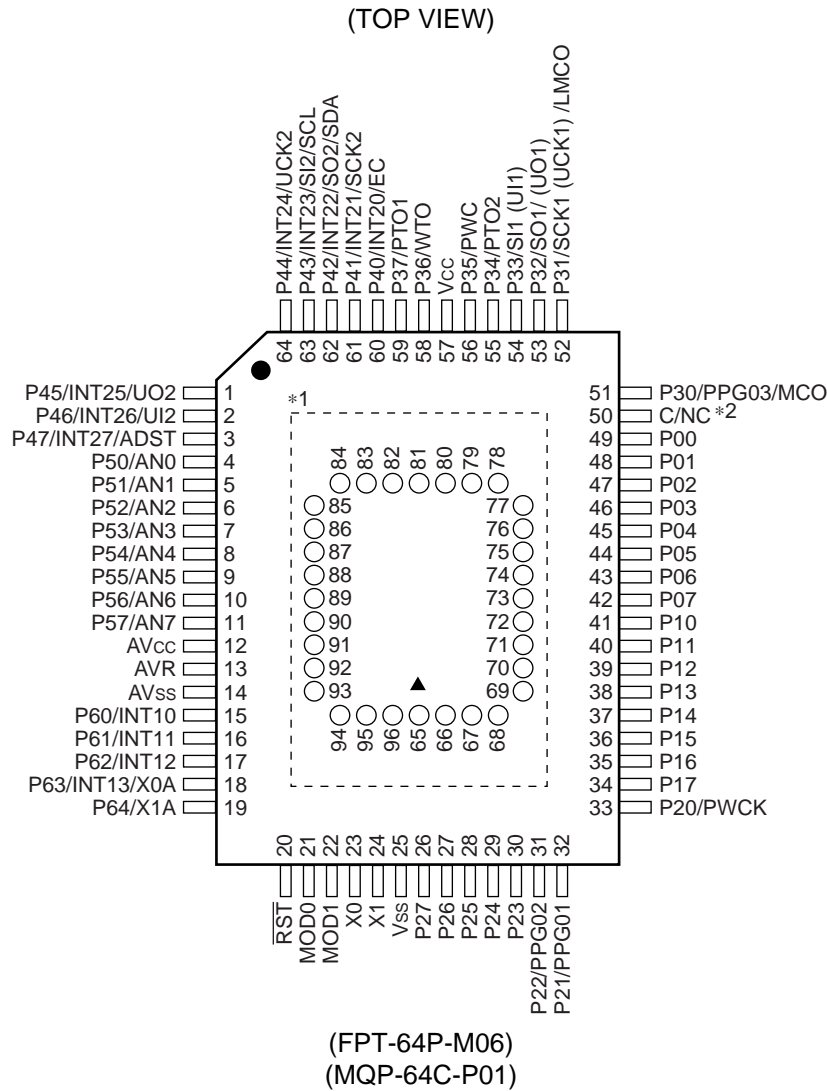 (TOP VIEW)
P44/INT24/UCK2
P43/INT23/SI2/SCL
P42/INT22/SO2/SDA
P41/INT21/SCK2
P40/INT20/EC
P37/PTO1
P36/WTO
Vcc
P35/PWC
P34/PTO2
P33/SI1 (UI1)
P32/SO1/ (UO1)
P31/SCK1 (UCK1) /LMCO
64
63
62
61
60
59
58
57
56
55
54
53
52
P45/INT25/UO2 1
P46/INT26/UI2 2
P47/INT27/ADST 3
P50/AN0 4
P51/AN1 5
P52/AN2 6
P53/AN3 7
P54/AN4 8
P55/AN5 9
P56/AN6 10
P57/AN7 11
AVcc 12
AVR 13
AVss 14
P60/INT10 15
P61/INT11 16
P62/INT12 17
P63/INT13/X0A 18
P64/X1A 19
*1
84
83
82
81
80
79
78
85
86
87
88
89
90
91
92
93
77
76
75
74
73
72
71
70
69
94
95
96
65
66
67
68
51 P30/PPG03/MCO
50 C/NC *2
49 P00
48 P01
47 P02
46 P03
45 P04
44 P05
43 P06
42 P07
41 P10
40 P11
39 P12
38 P13
37 P14
36 P15
35 P16
34 P17
33 P20/PWCK
20
21
22
23
24
25
26
27
28
29
30
31
32
RST
MOD0
MOD1
X0
X1
Vss
P27
P26
P25
P24
P23
P22/PPG02
P21/PPG01
(FPT-64P-M06)
(MQP-64C-P01)